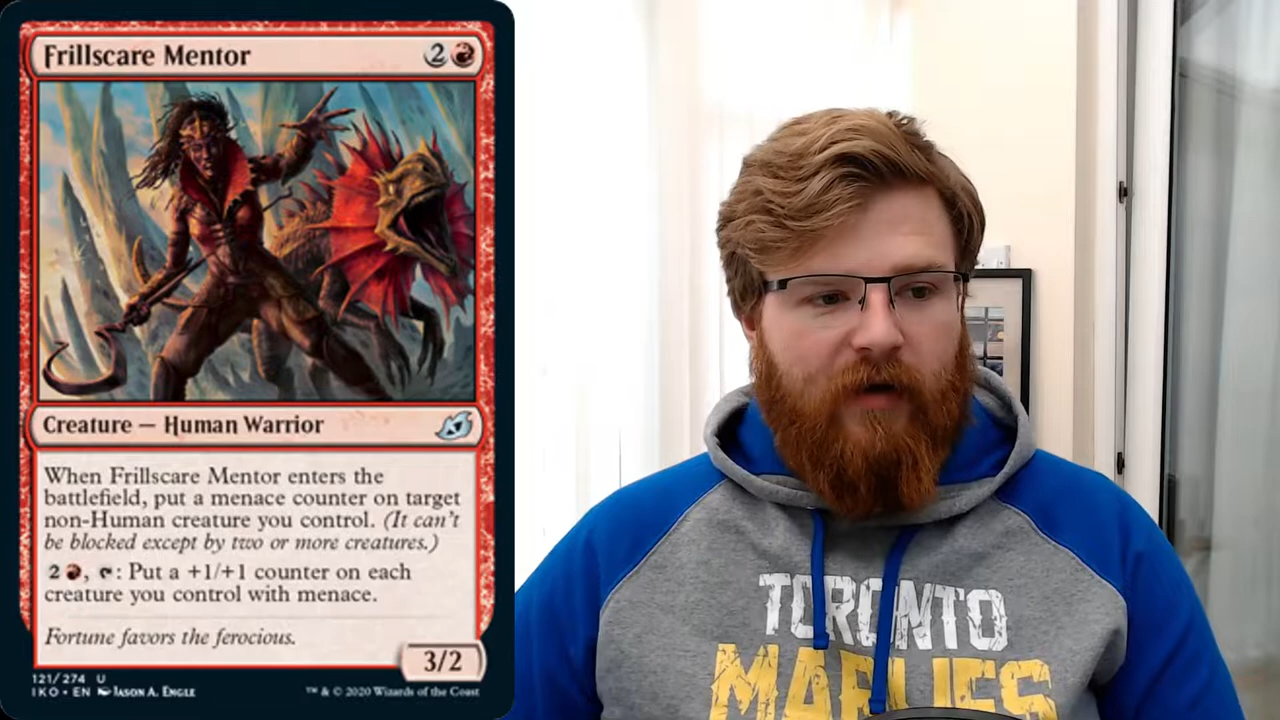 Frillscare Mentor
2
Creature — Human Warrior
When Frillscare Mentor enters the
battlefield, put a menace counter on target
non-Human creature you control. (It can't
be blocked except by two or more creatures.)
2 , : Put a +1/+1 counter on each
creature you control with menace.
Fortune favors the ferocious.
3/2
121/274 U
IKO • EN Jason A. Engle
™ & © 2020 Wizards of the Coast
TORONTO
MARLIES